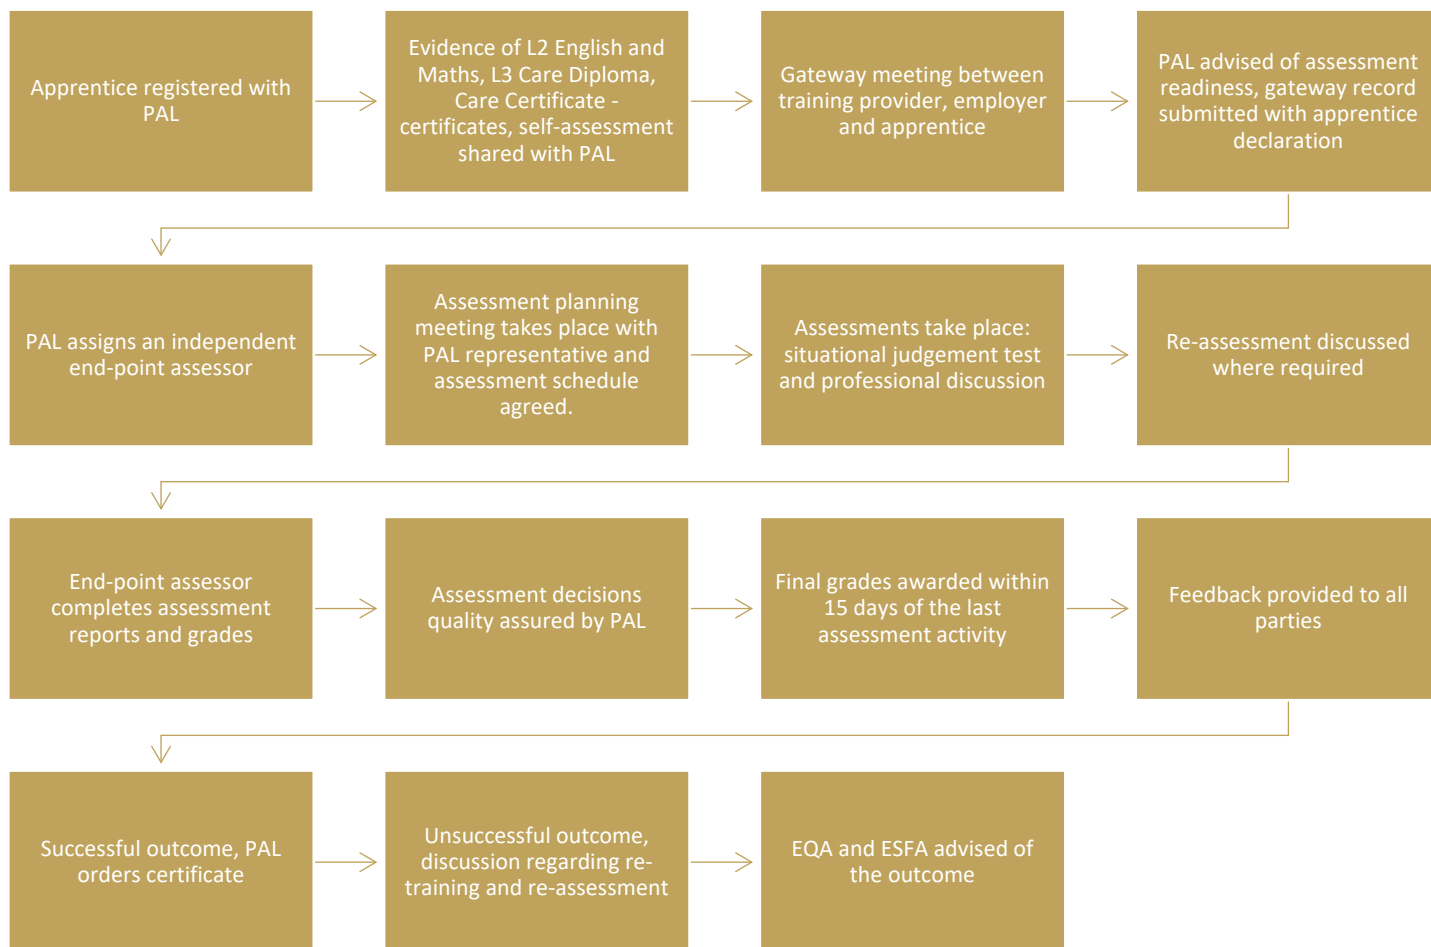 Apprentice registered with
PAL
Evidence of L2 English and
Maths, L3 Care Diploma,
Care Certificate -
certificates, self-assessment
shared with PAL
Gateway meeting between
training provider, employer
and apprentice
PAL advised of assessment
readiness, gateway record
submitted with apprentice
declaration
PAL assigns an independent
end-point assessor
Assessment planning
meeting takes place with
PAL representative and
assessment schedule
agreed.
Assessments take place:
situational judgement test
and professional discussion
Re-assessment discussed
where required
End-point assessor
completes assessment
reports and grades
Assessment decisions
quality assured by PAL
Final grades awarded within
15 days of the last
assessment activity
Feedback provided to all
parties
Successful outcome, PAL
orders certificate
Unsuccessful outcome,
discussion regarding re-
training and re-assessment
EQA and ESFA advised of
the outcome